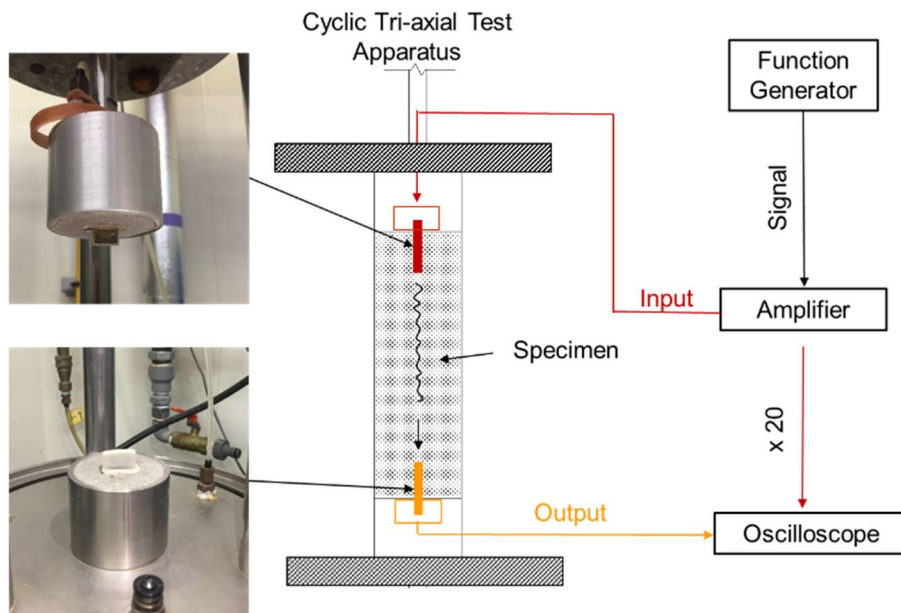 Cyclic Tri-axial Test
Apparatus
Function
Generator
Signal
Input
Amplifier
Specimen
x 20
Output
Oscilloscope